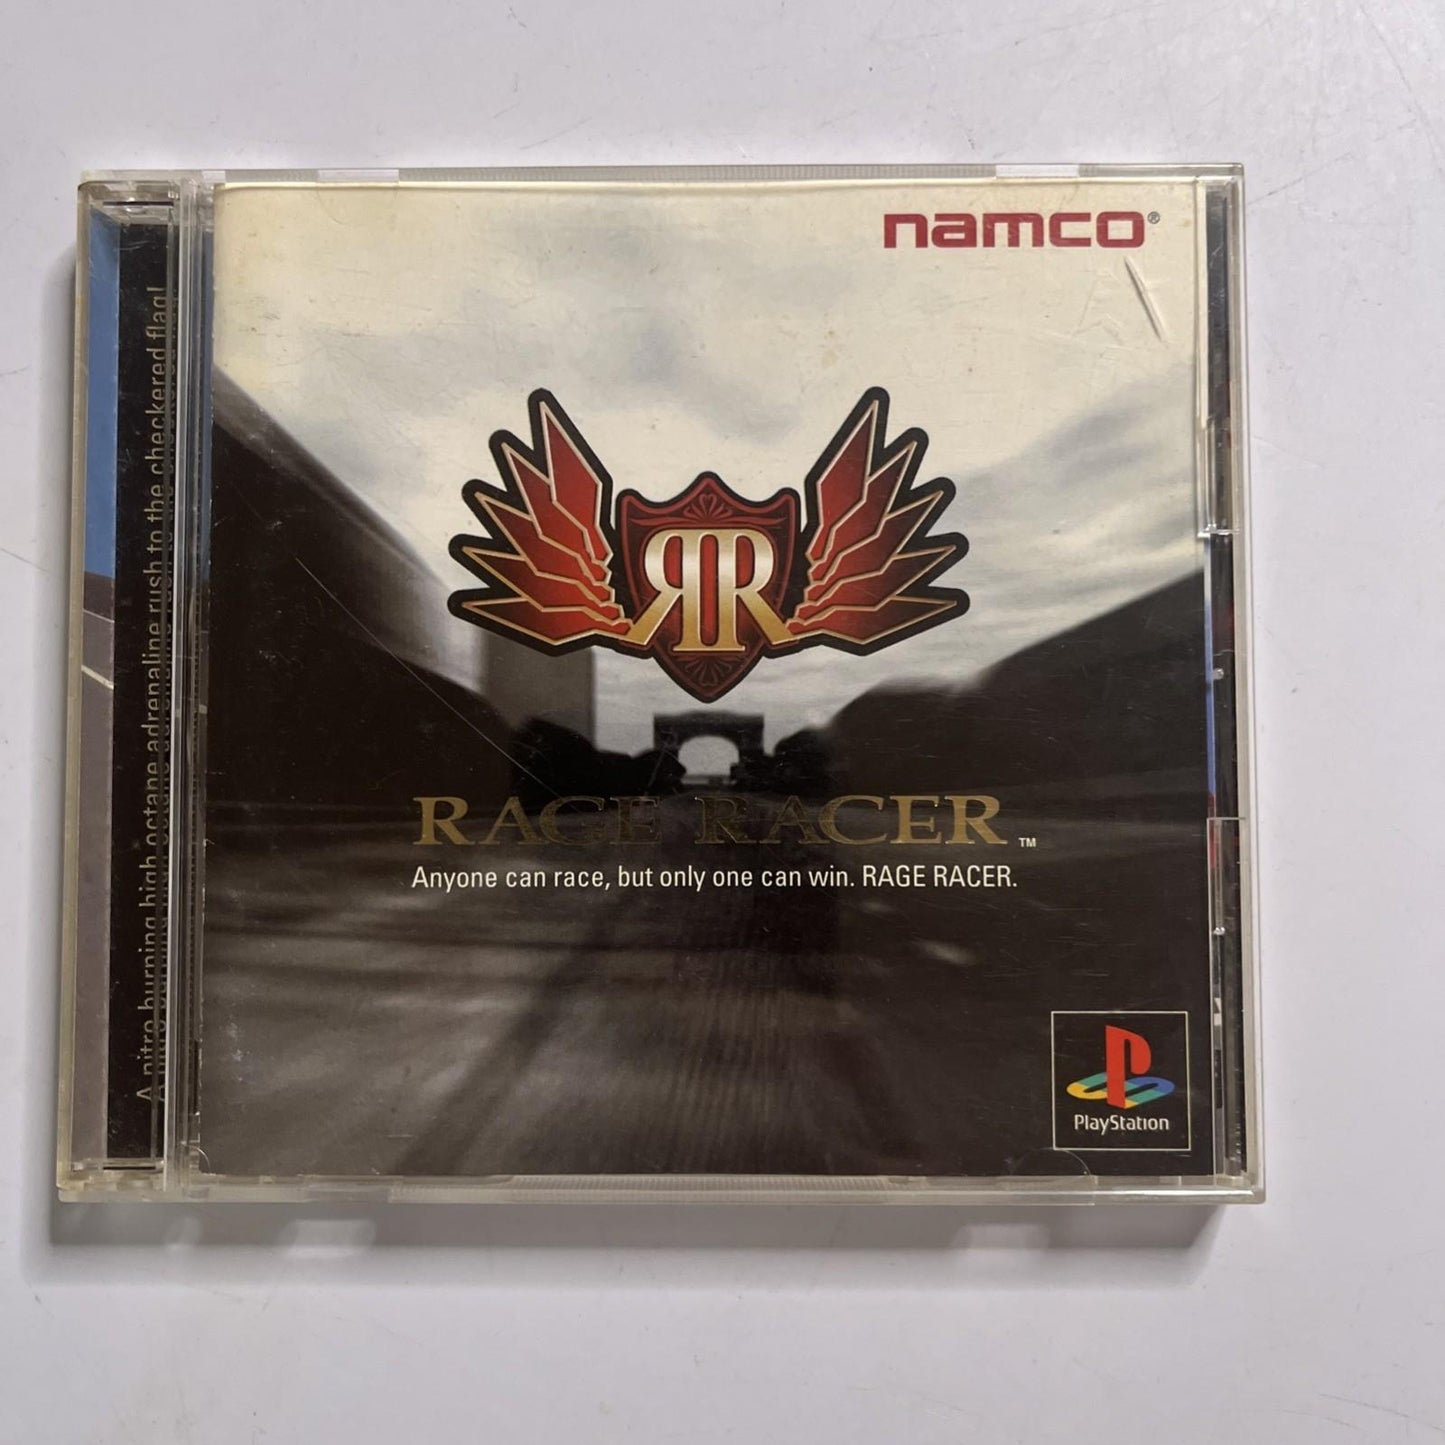 namco®
RR
RAGE RACER™
Anyone can race, but only one can win. RAGE RACER.
PlayStation
A nitro burning high octane adrenaline rush to the checkered flag!